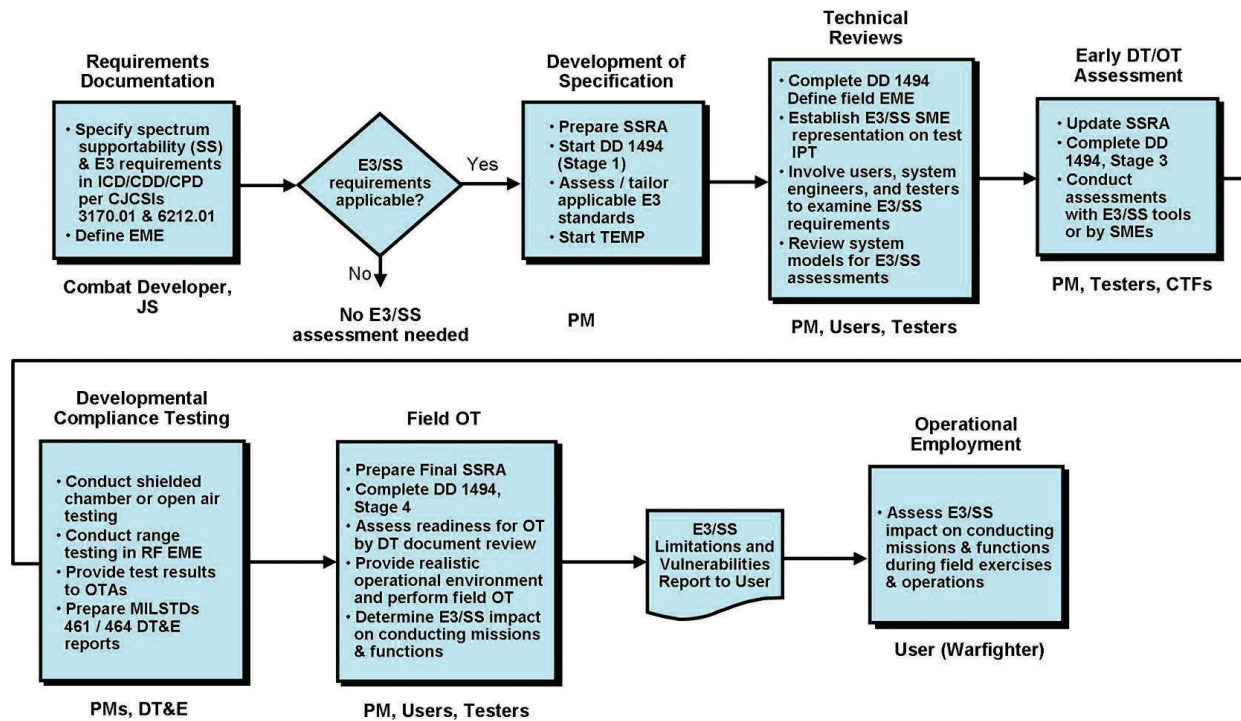 Requirements
Documentation
• Specify spectrum
supportability (SS)
& E3 requirements
in ICD/CDD/CPD
per CJCSIs
3170.01 & 6212.01
• Define EME
Combat Developer,
JS
E3/SS
requirements
applicable?
Yes
No
No E3/SS
assessment needed
Development of
Specification
• Prepare SSRA
• Start DD 1494
(Stage 1)
• Assess / tailor
applicable E3
standards
• Start TEMP
PM
Technical
Reviews
• Complete DD 1494
Define field EME
• Establish E3/SS SME
representation on test
IPT
• Involve users, system
engineers, and testers
to examine E3/SS
requirements
• Review system
models for E3/SS
assessments
PM, Users, Testers
Early DT/OT
Assessment
• Update SSRA
• Complete DD
1494, Stage 3
• Conduct
assessments
with E3/SS tools
or by SMEs
PM, Testers, CTFs
Developmental
Compliance Testing
• Conduct shielded
chamber or open air
testing
• Conduct range
testing in RF EME
• Provide test results
to OTAs
• Prepare MILSTDs
461 / 464 DT&E
reports
PMs, DT&E
Field OT
• Prepare Final SSRA
• Complete DD 1494,
Stage 4
• Assess readiness for OT
by DT document review
• Provide realistic
operational environment
and perform field OT
• Determine E3/SS impact
on conducting missions
& functions
PM, Users, Testers
E3/SS
Limitations and
Vulnerabilities
Report to User
Operational
Employment
• Assess E3/SS
impact on conducting
missions & functions
during field exercises
& operations
User (Warfighter)